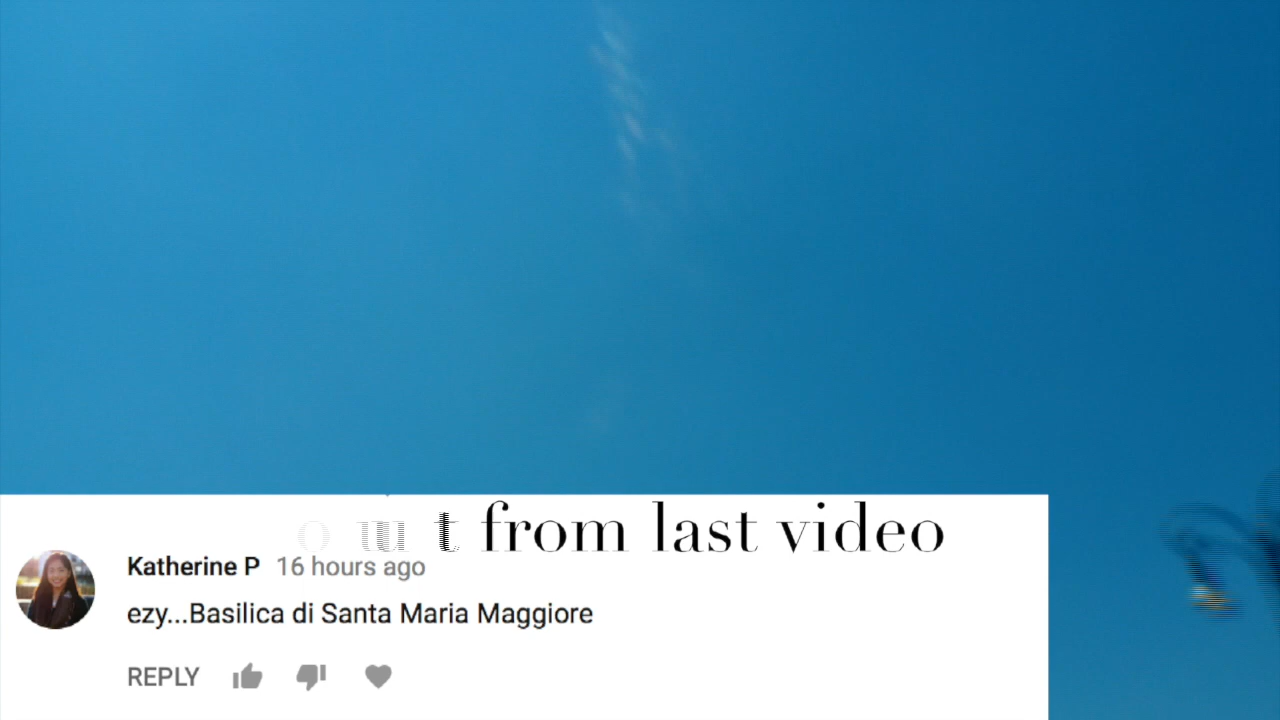 from last video
Katherine P 16 hours ago
ezy...Basilica di Santa Maria Maggiore
REPLY